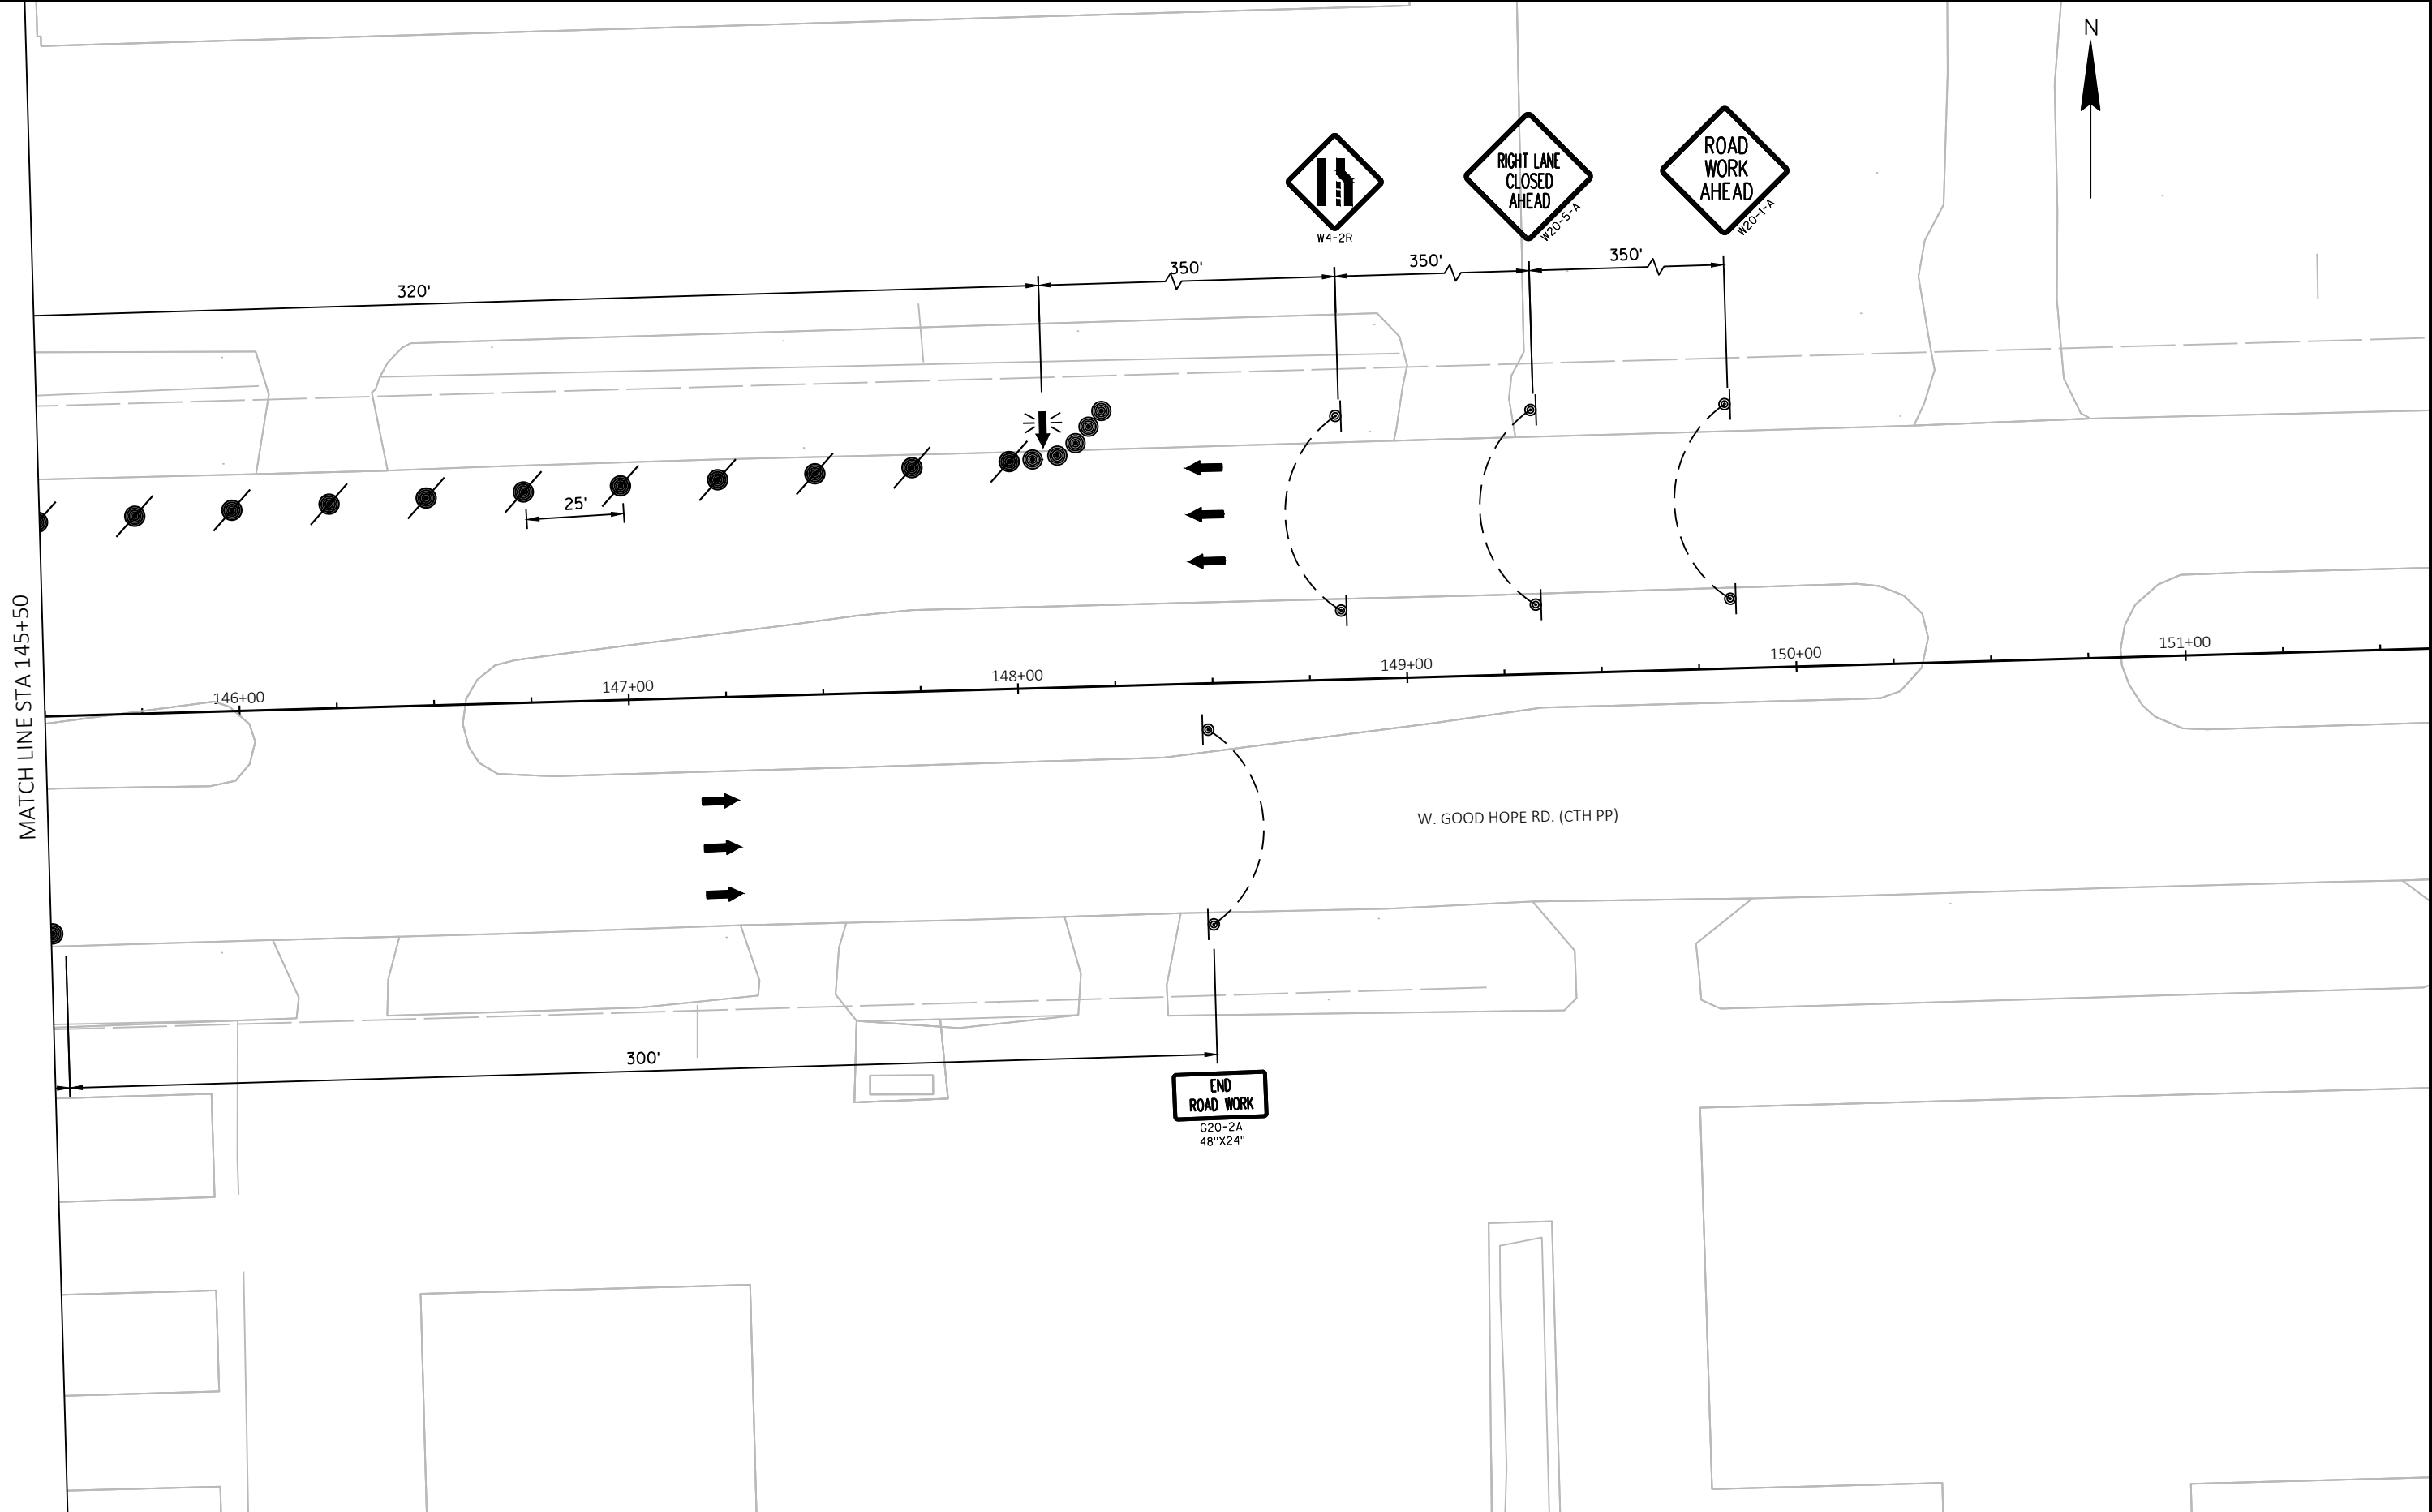 N
ROAD
WORK
AHEAD
W20-1-A
RIGHT LANE
CLOSED
AHEAD
W20-5-A
W4-2R
320'
350'
350'
350'
25'
MATCH LINE STA 145+50
146+00
147+00
148+00
149+00
150+00
151+00
W. GOOD HOPE RD. (CTH PP)
300'
END
ROAD WORK
G20-2A
48"X24"